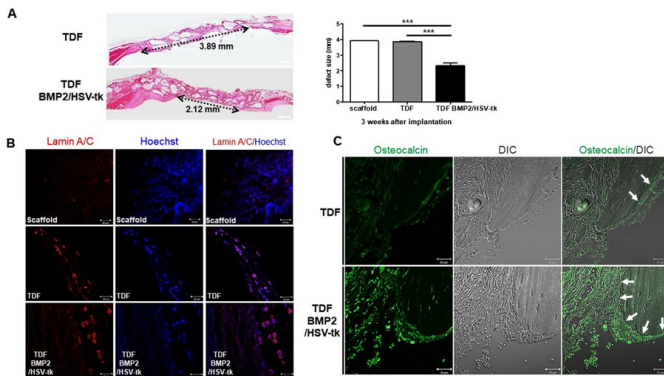 A
TDF
3.89 mm
TDF
BMP2/HSV-tk
2.12 mm
defect size (mm)
5
4
3
2
1
0
***
***
scaffold
TDF
TDF BMP2/HSV-tk
3 weeks after implantation
B
Lamin A/C
Hoechst
Lamin A/C/Hoechst
Scaffold
Scaffold
Scaffold
TDF
TDF
TDF
TDF
BMP2
/HSV-tk
TDF
BMP2
/HSV-tk
TDF
BMP2
/HSV-tk
C
Osteocalcin
DIC
Osteocalcin/DIC
TDF
TDF
BMP2
/HSV-tk